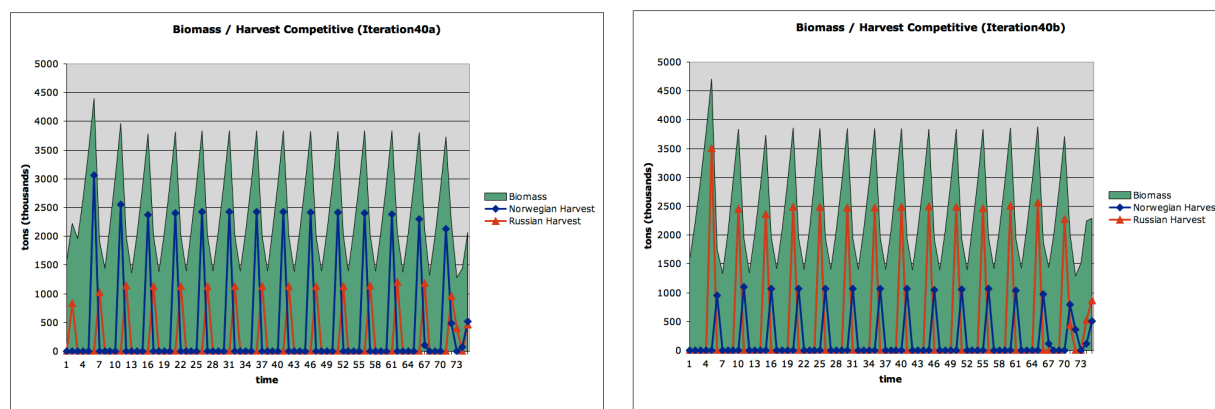 Biomass / Harvest Competitive (Iteration40a)
tons (thousands)
5000
4500
4000
3500
3000
2500
2000
1500
1000
500
0
1 4 7 10 13 16 19 22 25 28 31 34 37 40 43 46 49 52 55 58 61 64 67 70 73
time
Biomass
Norwegian Harvest
Russian Harvest
Biomass / Harvest Competitive (Iteration40b)
tons (thousands)
5000
4500
4000
3500
3000
2500
2000
1500
1000
500
0
1 4 7 10 13 16 19 22 25 28 31 34 37 40 43 46 49 52 55 58 61 64 67 70 73
time
Biomass
Norwegian Harvest
Russian Harvest